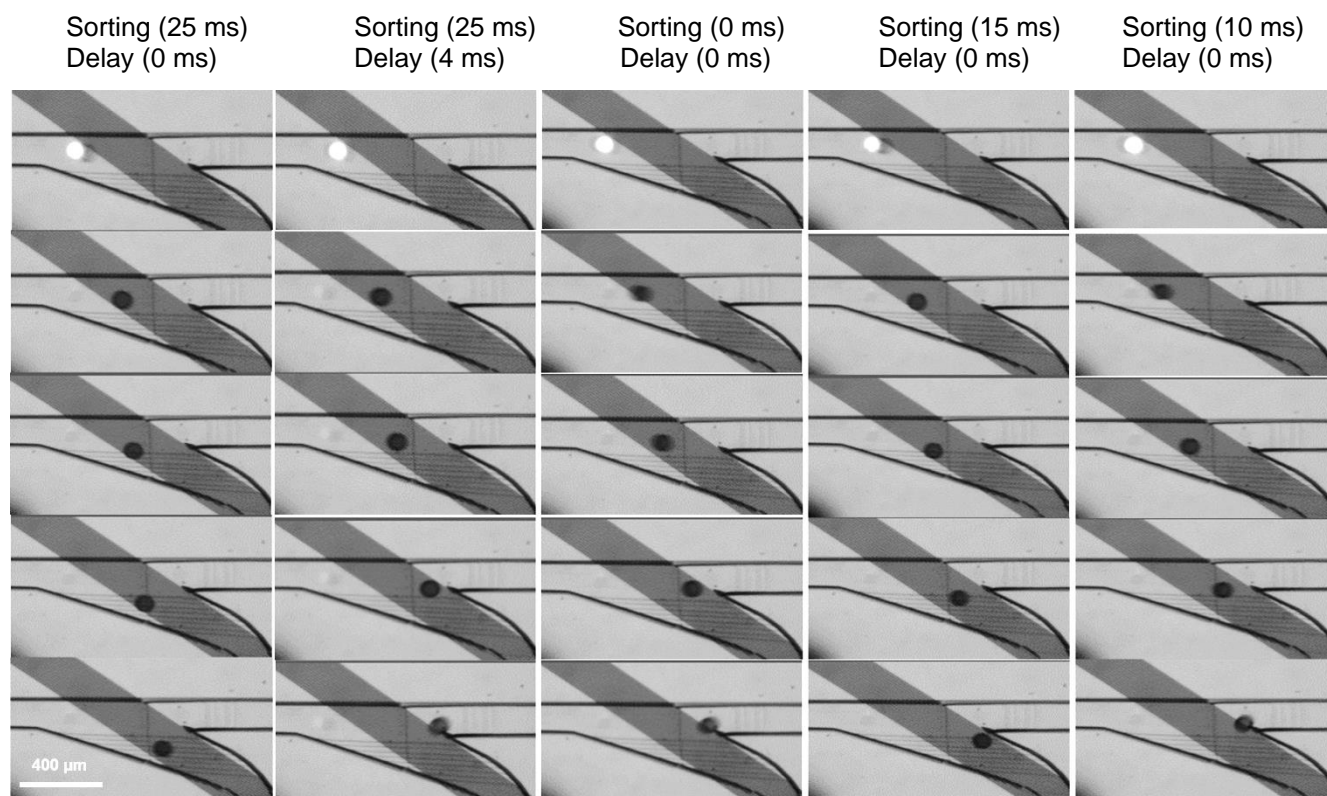 Sorting (25 ms)
Delay (0 ms)
Sorting (25 ms)
Delay (4 ms)
Sorting (0 ms)
Delay (0 ms)
Sorting (15 ms)
Delay (0 ms)
Sorting (10 ms)
Delay (0 ms)
400 µm